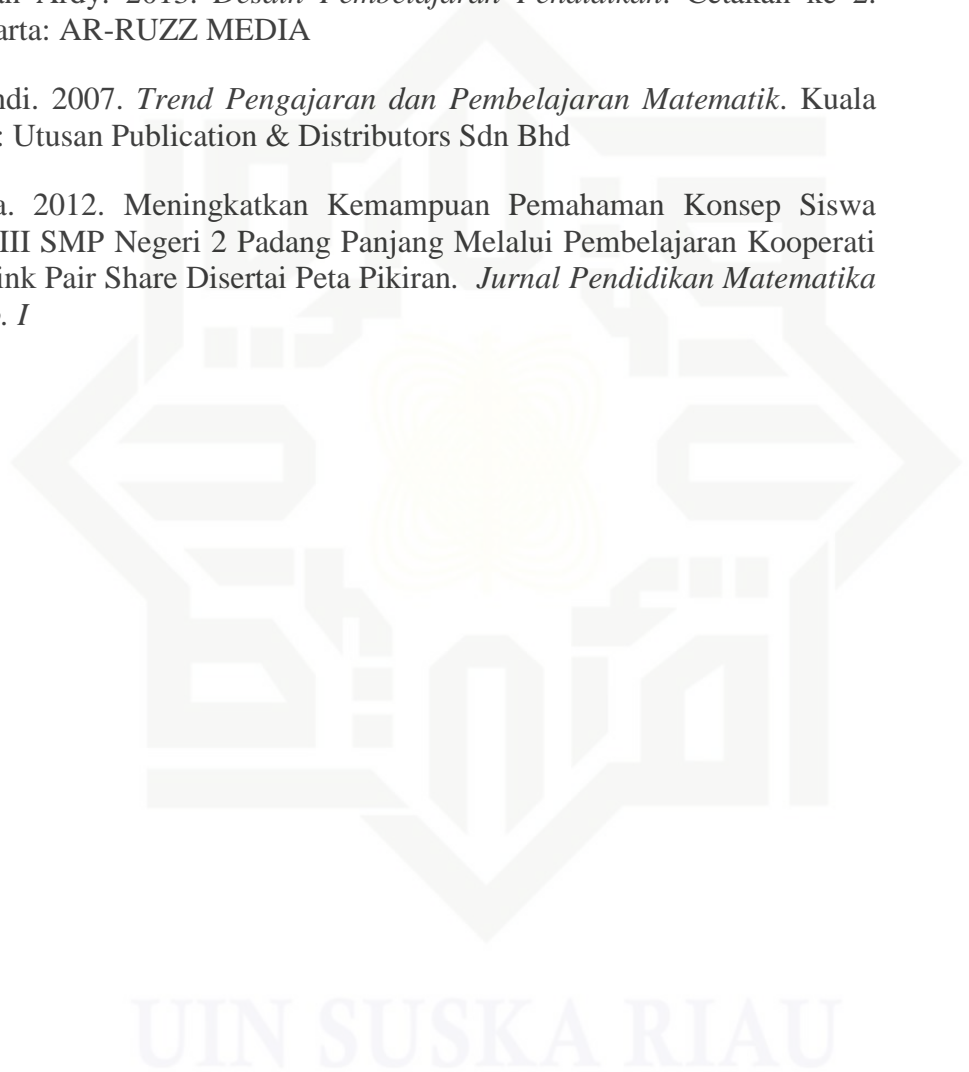 n Ardy. 2013. Desain Pembelajaran Pendidikan. Cetakan ke 2.
arta: AR-RUZZ MEDIA
ndi. 2007. Trend Pengajaran dan Pembelajaran Matematik. Kuala
: Utusan Publication & Distributors Sdn Bhd
a. 2012. Meningkatkan Kemampuan Pemahaman Konsep Siswa
III SMP Negeri 2 Padang Panjang Melalui Pembelajaran Kooperati
ink Pair Share Disertai Peta Pikiran. Jurnal Pendidikan Matematika
. I
UIN SUSKA RIAU